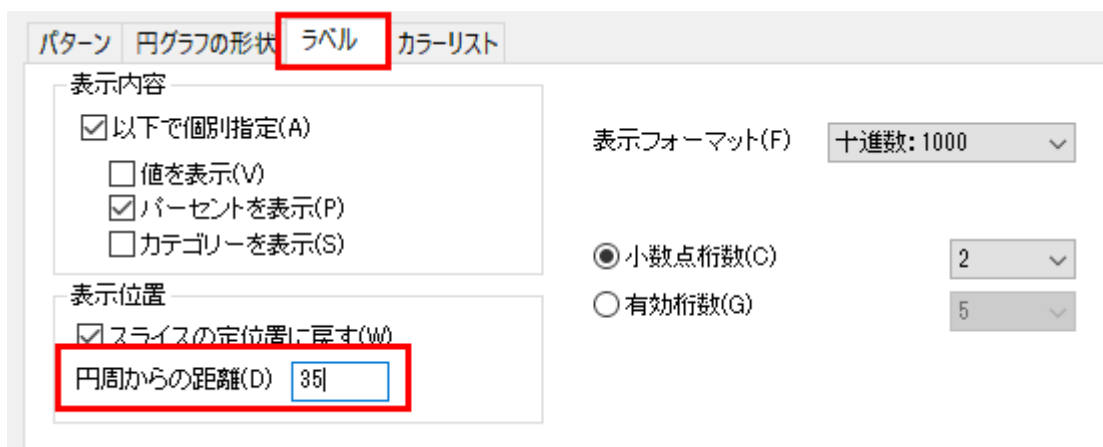 パターン 円グラフの形状 ラベル カラーリスト
表示内容
以下で個別指定(A)
値を表示(V)
パーセントを表示(P)
カテゴリーを表示(S)
表示フォーマット(F) 十進数: 1000
小数点桁数(C) 2
有効桁数(G) 5
表示位置
スライスの定位置に戻す(W)
円周からの距離(D) 35